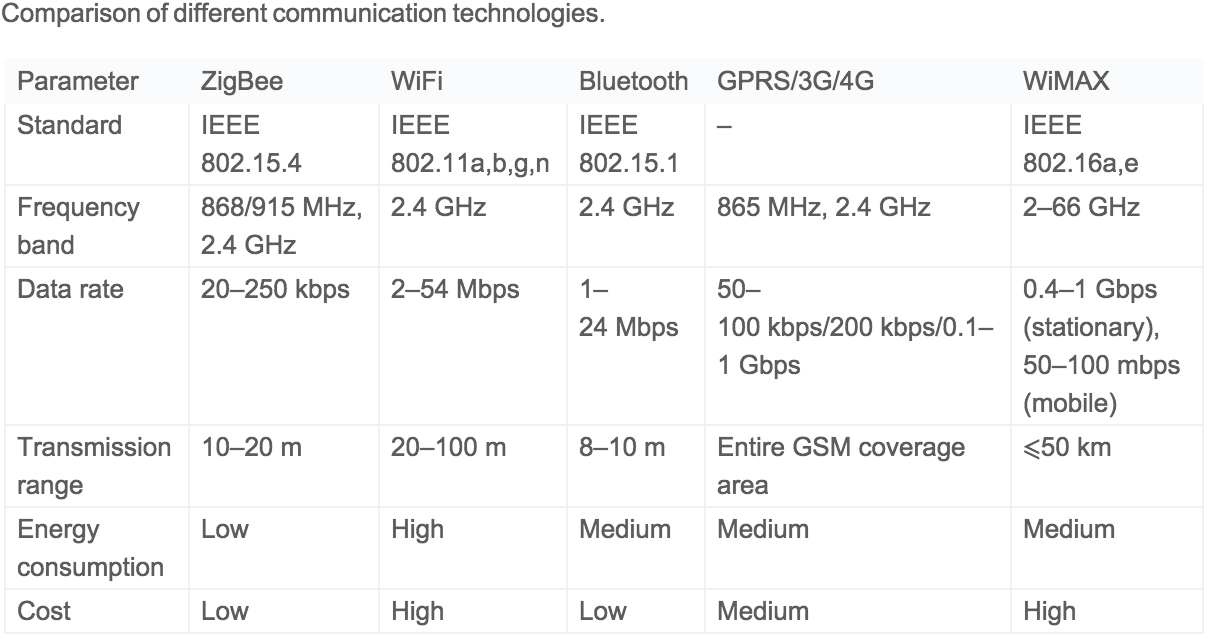 Comparison of different communication technologies.
Parameter ZigBee WiFi Bluetooth GPRS/3G/4G WiMAX
Standard IEEE 802.15.4 IEEE 802.11a,b,g,n IEEE 802.15.1 – IEEE 802.16a,e
Frequency band 868/915 MHz, 2.4 GHz 2.4 GHz 2.4 GHz 865 MHz, 2.4 GHz 2–66 GHz
Data rate 20–250 kbps 2–54 Mbps 1–24 Mbps 50–100 kbps/200 kbps/0.1–1 Gbps 0.4–1 Gbps (stationary), 50–100 mbps (mobile)
Transmission range 10–20 m 20–100 m 8–10 m Entire GSM coverage area ⩽50 km
Energy consumption Low High Medium Medium Medium
Cost Low High Low Medium High